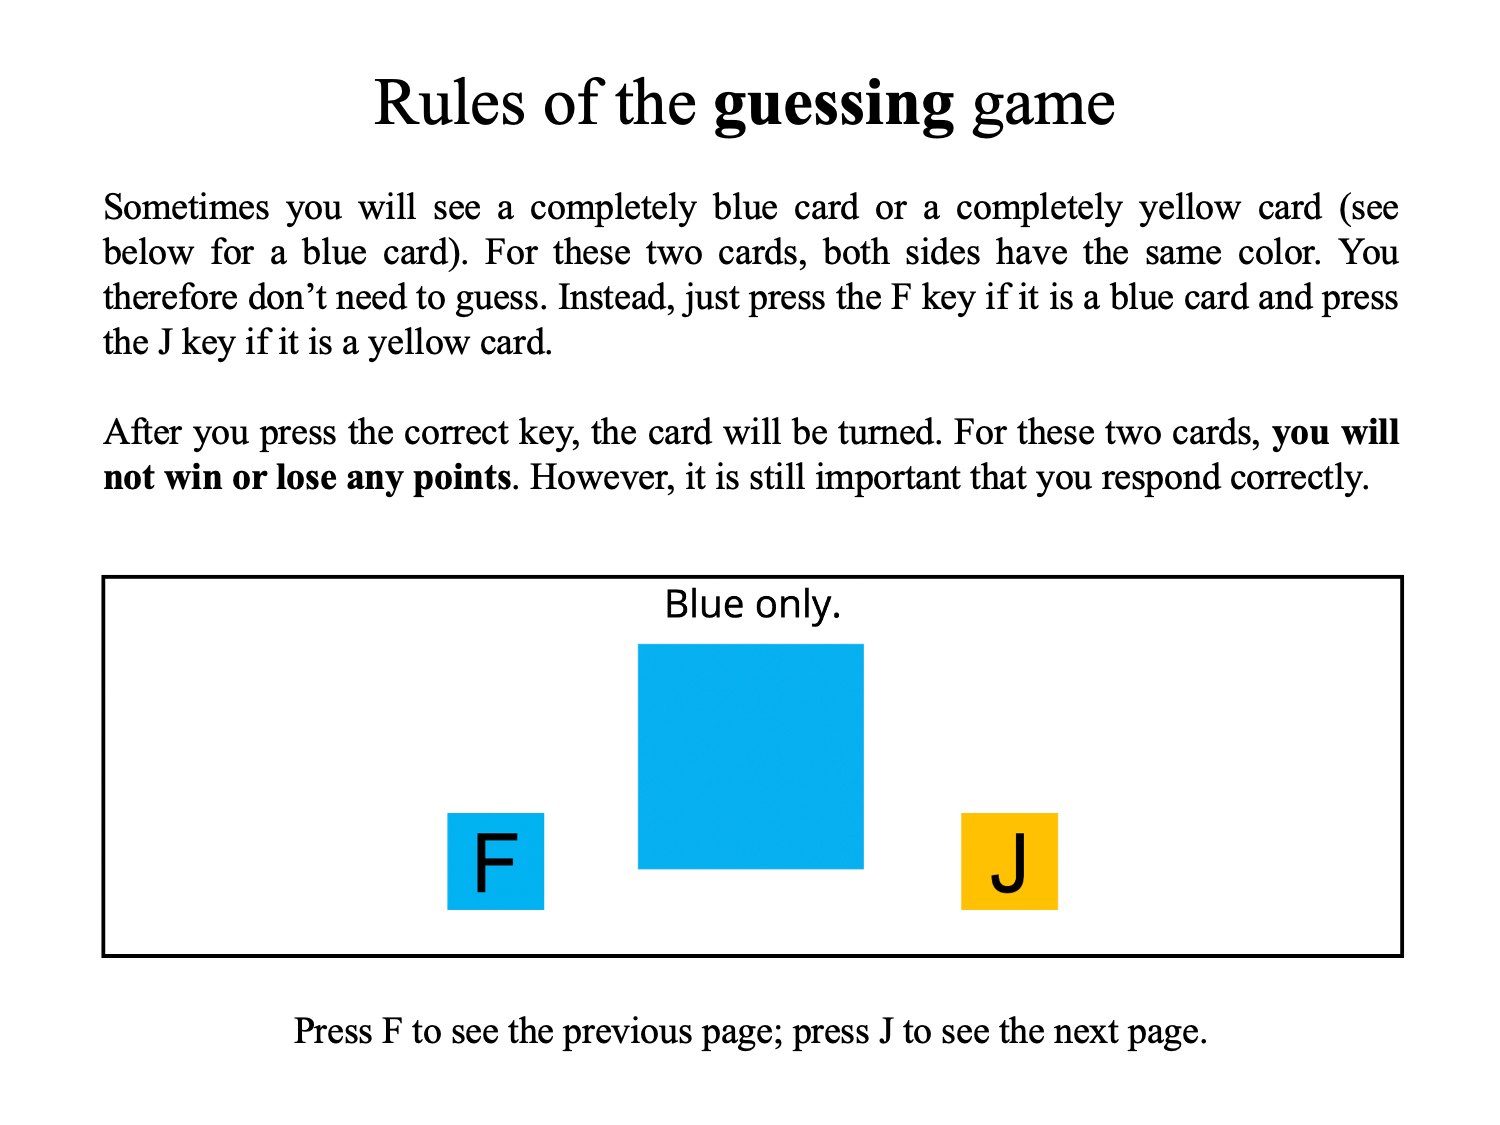 Rules of the guessing game
Sometimes you will see a completely blue card or a completely yellow card (see
below for a blue card). For these two cards, both sides have the same color. You
therefore don’t need to guess. Instead, just press the F key if it is a blue card and press
the J key if it is a yellow card.
After you press the correct key, the card will be turned. For these two cards, you will
not win or lose any points. However, it is still important that you respond correctly.
Blue only.
F
J
Press F to see the previous page; press J to see the next page.